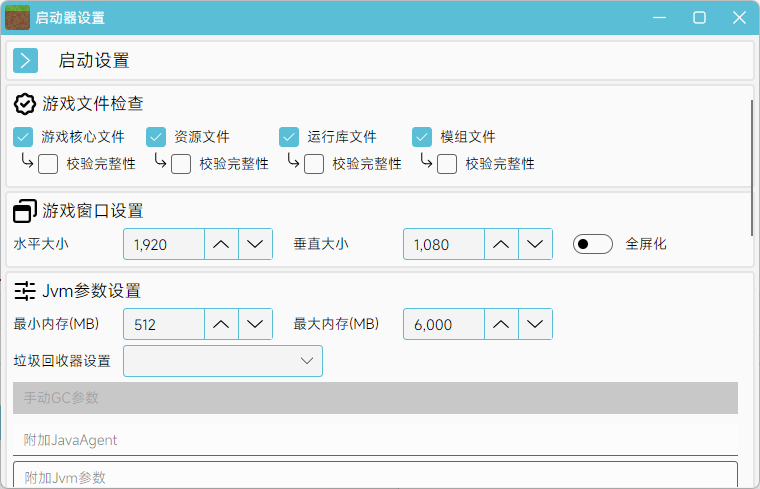 启动器设置
启动设置
游戏文件检查
游戏核心文件 资源文件 运行库文件 模组文件
校验完整性 校验完整性 校验完整性 校验完整性
游戏窗口设置
水平大小 1,920 垂直大小 1,080 全屏化
Jvm参数设置
最小内存(MB) 512 最大内存(MB) 6,000
垃圾回收器设置
手动GC参数
附加JavaAgent
附加Jvm参数